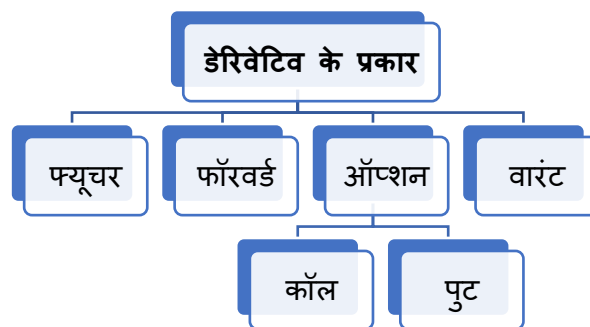 डेरिवेटिव के प्रकार
फ्यूचर
फॉरवर्ड
ऑप्शन
वारंट
कॉल
पुट